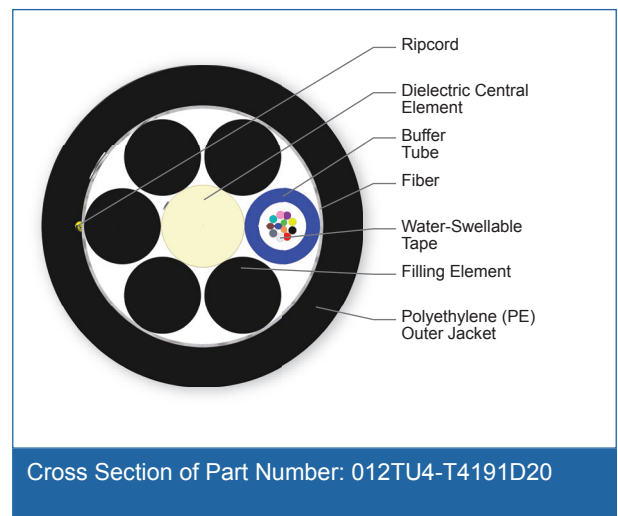 Ripcord
Dielectric Central
Element
Buffer
Tube
Fiber
Water-Swellable
Tape
Filling Element
Polyethylene (PE)
Outer Jacket
Cross Section of Part Number: 012TU4-T4191D20